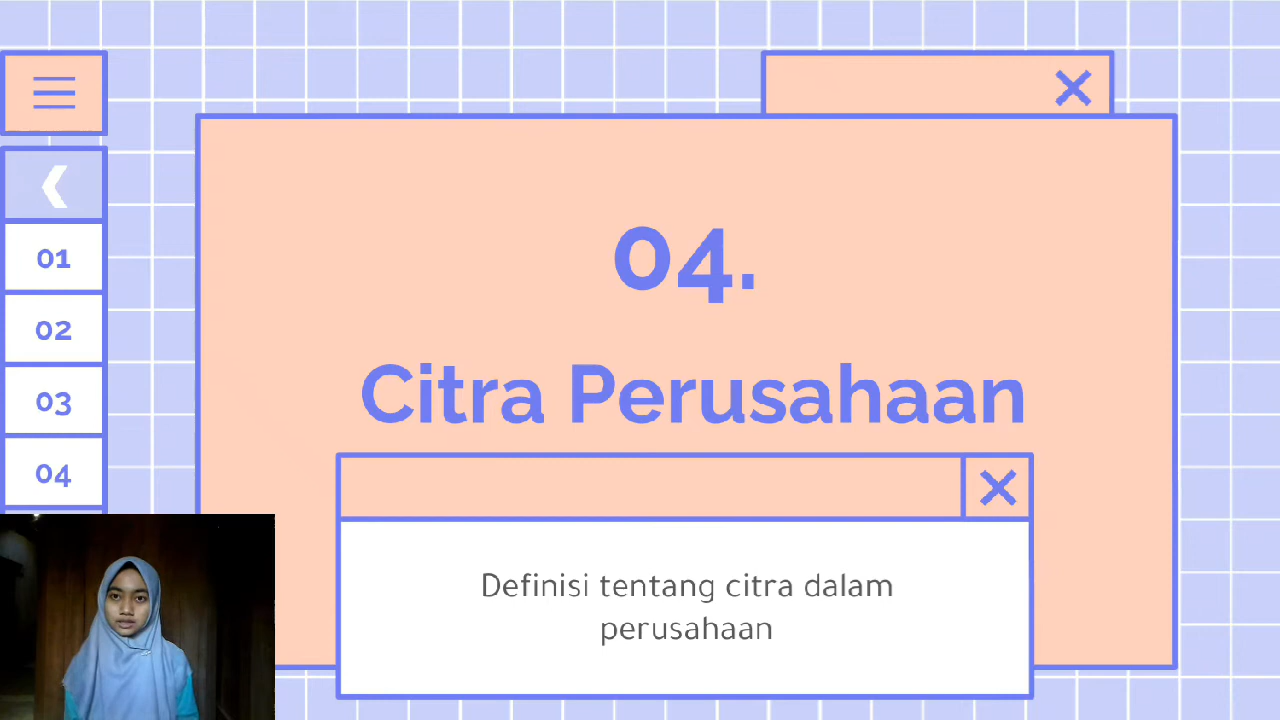 01
02
03
04
04.
Citra Perusahaan
Definisi tentang citra dalam
perusahaan